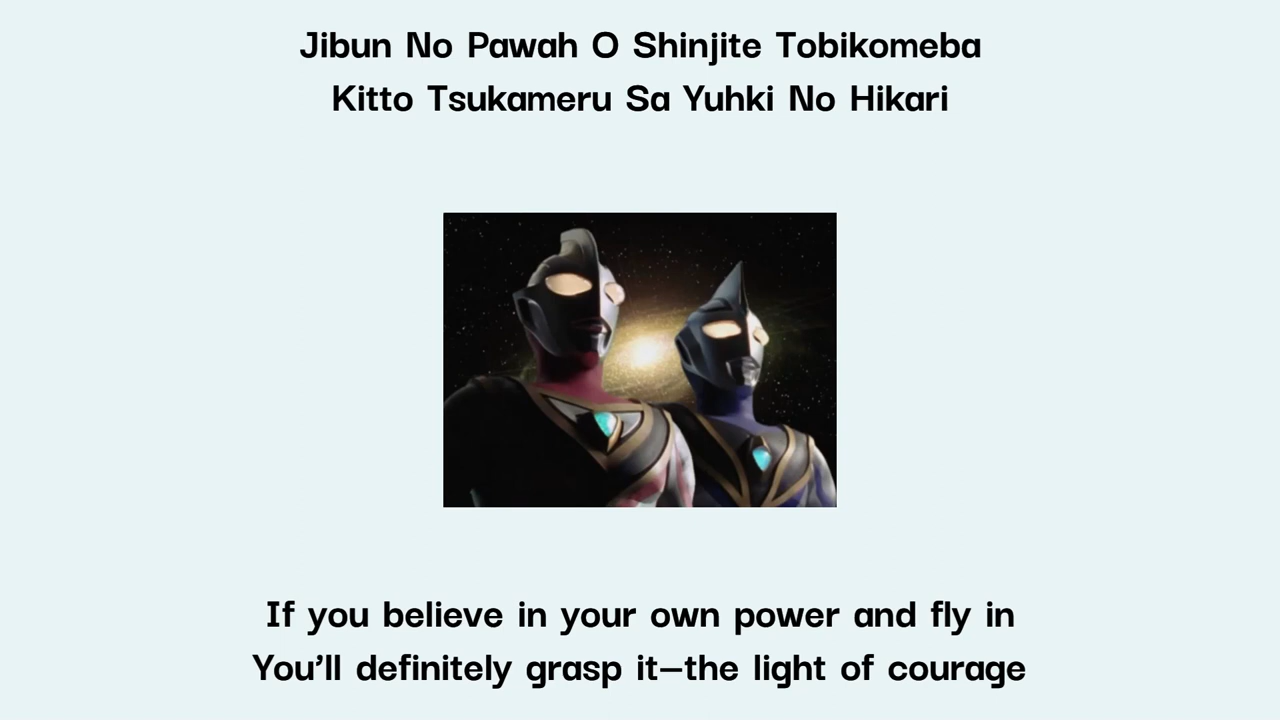 Jibun No Pawah O Shinjite Tobikomeba
Kitto Tsukameru Sa Yuhki No Hikari
If you believe in your own power and fly in
You’ll definitely grasp it—the light of courage